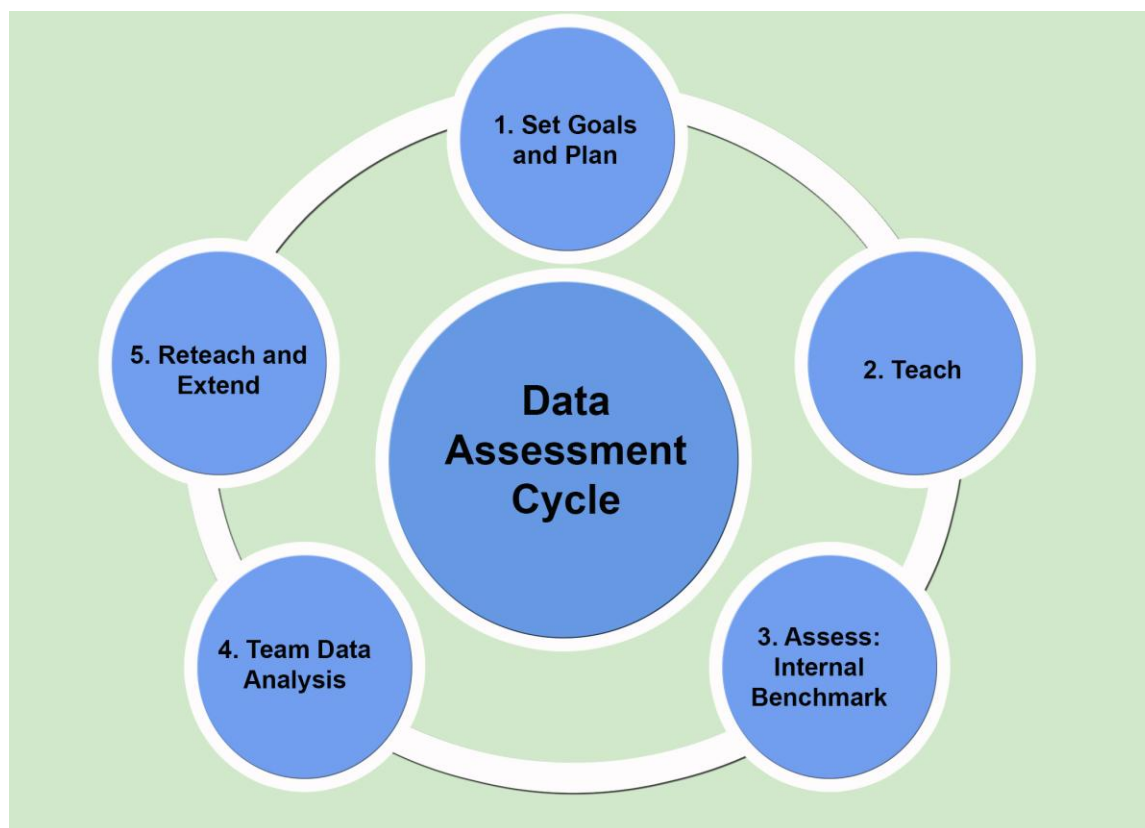 1. Set Goals
and Plan
2. Teach
3. Assess:
Internal
Benchmark
4. Team Data
Analysis
5. Reteach and
Extend
Data
Assessment
Cycle